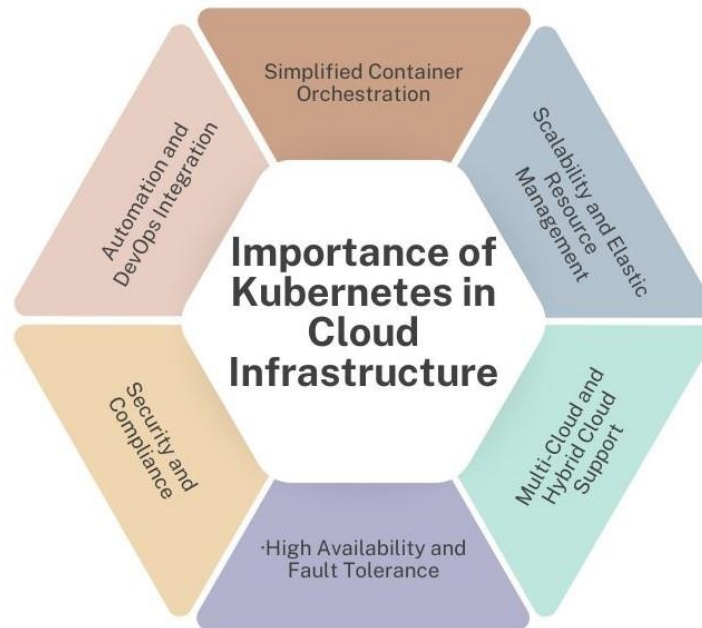 Simplified Container
Orchestration
Scalability and Elastic
Resource
Management
Multi-Cloud and
Hybrid Cloud
Support
·High Availability and
Fault Tolerance
Security and
Compliance
Automation and
DevOps Integration
Importance of
Kubernetes in
Cloud
Infrastructure